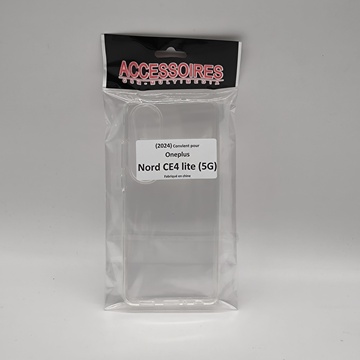 ACCESSOIRES
(2024) Convient pour
Oneplus
Nord CE4 lite (5G)
Fabriqué en chine